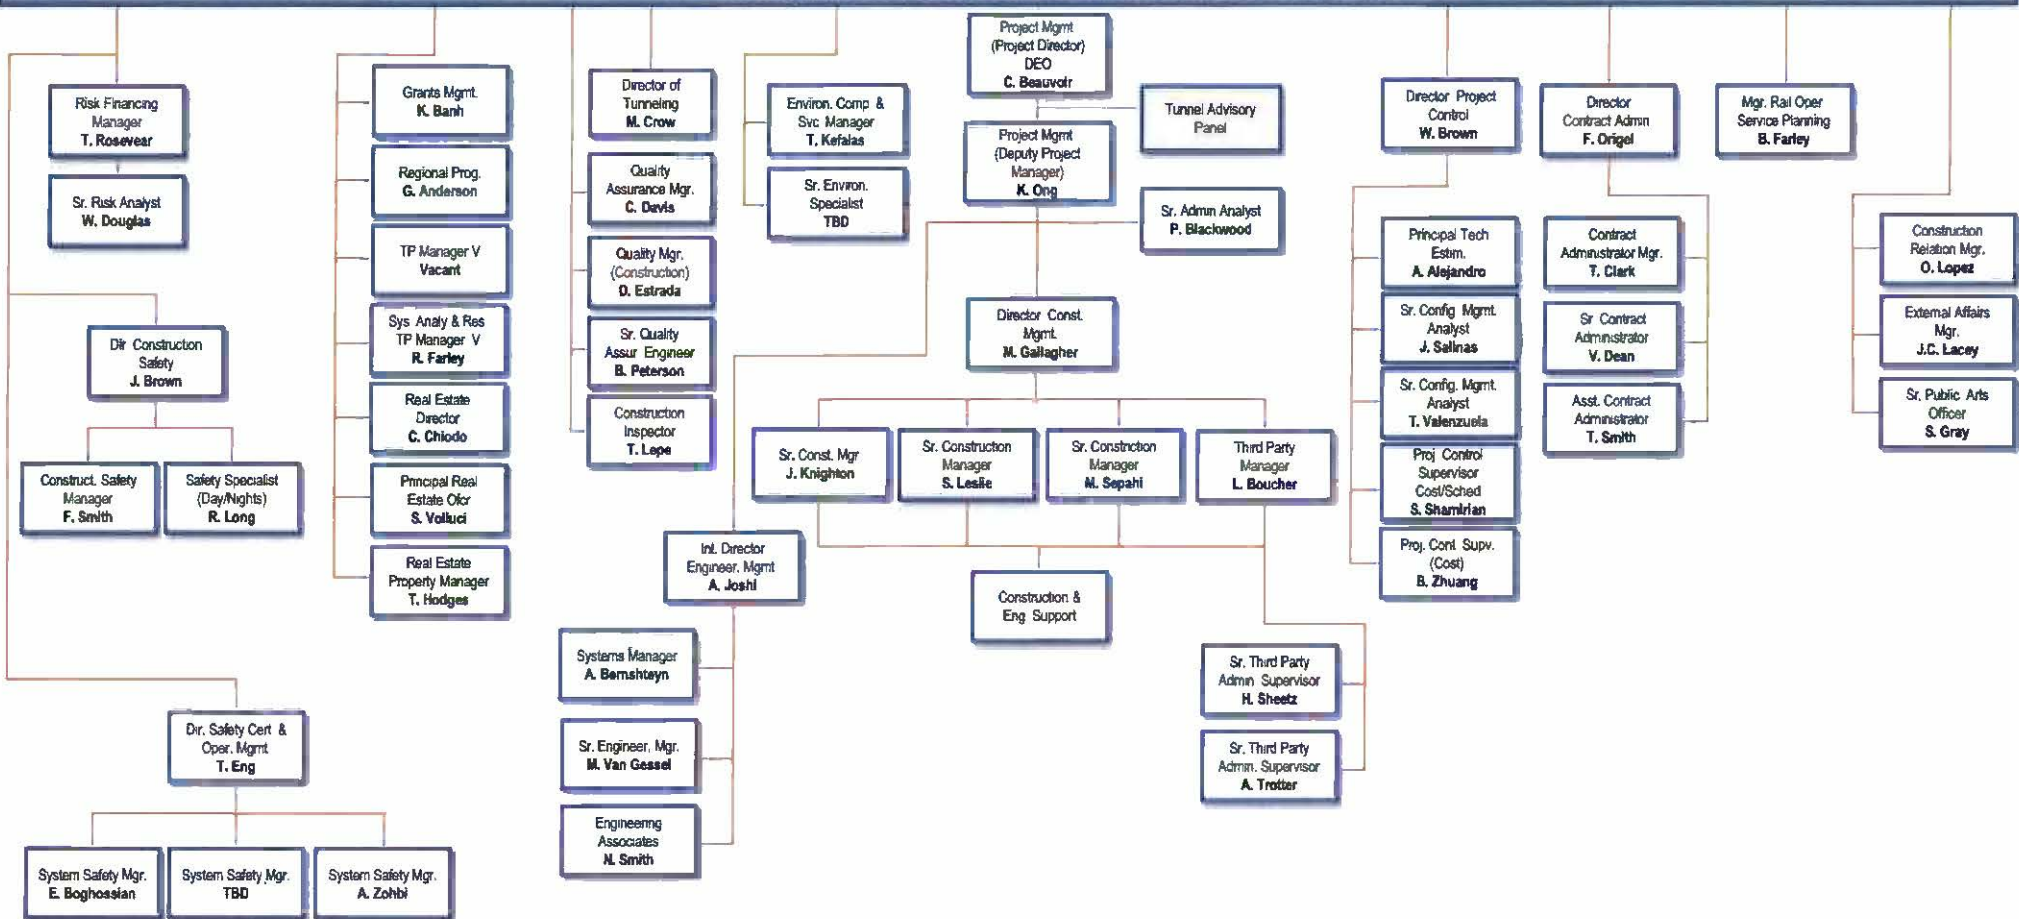 Risk Financing
Manager
T. Rosevear
Sr. Risk Analyst
W. Douglas
Dir Construction
Safety
J. Brown
Construct. Safety
Manager
F. Smith
Safety Specialist
(Day/Nights)
R. Long
Dir. Safety Cert &
Oper. Mgmt
T. Eng
System Safety Mgr.
E. Boghossian
System Safety Mgr.
TBD
System Safety Mgr.
A. Zohbi
Grants Mgmt.
K. Banh
Regional Prog.
G. Anderson
TP Manager V
Vacant
Sys Analy & Res
TP Manager V
R. Farley
Real Estate
Director
C. Chiodo
Principal Real
Estate Ofcr
S. Volluci
Real Estate
Property Manager
T. Hodges
Director of
Tunneling
M. Crow
Quality
Assurance Mgr.
C. Davis
Quality Mgr.
(Construction)
D. Estrada
Sr. Quality
Assur Engineer
B. Peterson
Construction
Inspector
T. Lepe
Environ. Comp &
Svc Manager
T. Kefalas
Sr. Environ.
Specialist
TBD
Project Mgmt
(Project Director)
DEO
C. Beauvoir
Tunnel Advisory
Panel
Project Mgmt
(Deputy Project
Manager)
K. Ong
Sr. Admin Analyst
P. Blackwood
Director Const.
Mgmt.
M. Gallagher
Sr. Const. Mgr
J. Knighton
Sr. Construction
Manager
S. Leslie
Sr. Constriction
Manager
M. Sepahi
Third Party
Manager
L. Boucher
Int. Director
Engineer. Mgmt
A. Joshi
Construction &
Eng Support
Systems Manager
A. Bernshteyn
Sr. Engineer, Mgr.
M. Van Gessel
Engineering
Associates
N. Smith
Sr. Third Party
Admin Supervisor
H. Sheetz
Sr. Third Party
Admin. Supervisor
A. Trotter
Director Project
Control
W. Brown
Principal Tech
Estim.
A. Alejandro
Sr. Config Mgmt.
Analyst
J. Salinas
Sr. Config. Mgmt.
Analyst
T. Valenzuela
Proj Control
Supervisor
Cost/Sched
S. Shamirian
Proj. Cont Supv.
(Cost)
B. Zhuang
Director
Contract Admin
F. Origel
Contract
Administrator Mgr.
T. Clark
Sr Contract
Administrator
V. Dean
Asst. Contract
Administrator
T. Smith
Mgr. Rail Oper
Service Planning
B. Farley
Construction
Relation Mgr.
O. Lopez
External Affairs
Mgr.
J.C. Lacey
Sr. Public Arts
Officer
S. Gray